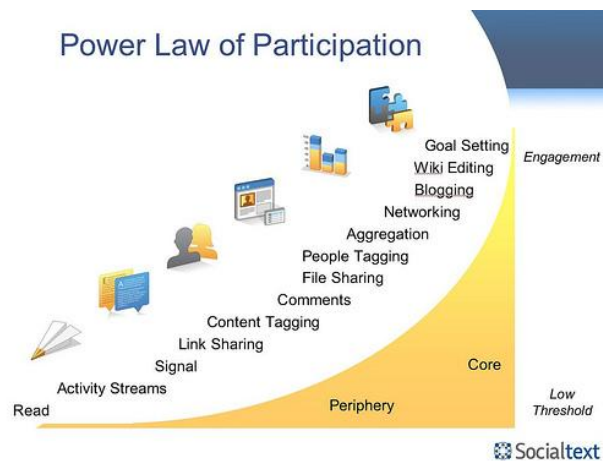 Power Law of Participation
Goal Setting
Engagement
Wiki Editing
Blogging
Networking
Aggregation
People Tagging
File Sharing
Comments
Content Tagging
Link Sharing
Signal
Core
Activity Streams
Low
Threshold
Read
Periphery
Socialtext